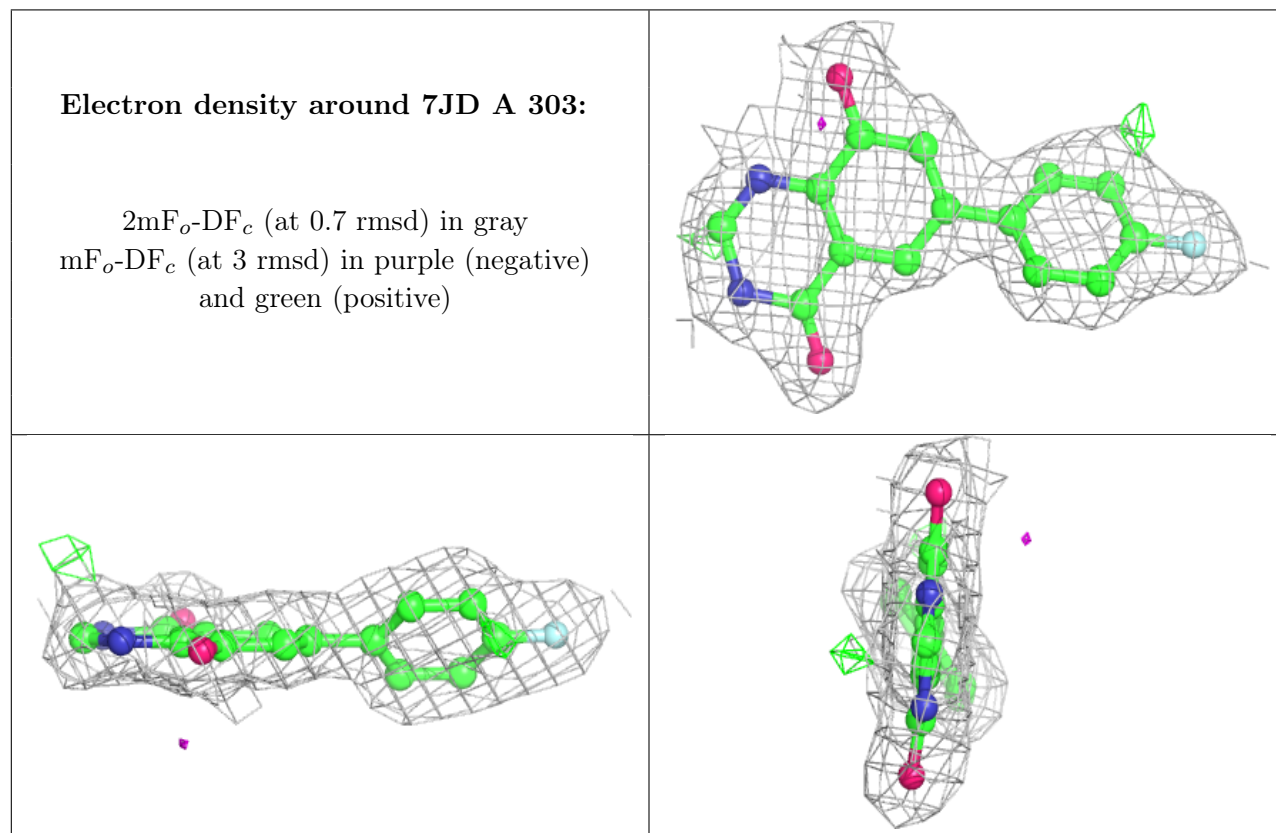 Electron density around 7JD A 303:
2mFₒ-DF𝒸 (at 0.7 rmsd) in gray
mFₒ-DF𝒸 (at 3 rmsd) in purple (negative)
and green (positive)